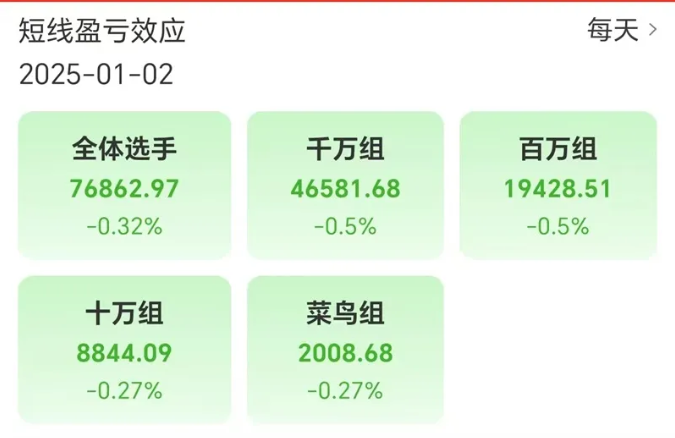 短线盈亏效应
每天 >
2025-01-02
全体选手
76862.97
-0.32%
千万组
46581.68
-0.5%
百万组
19428.51
-0.5%
十万组
8844.09
-0.27%
菜鸟组
2008.68
-0.27%